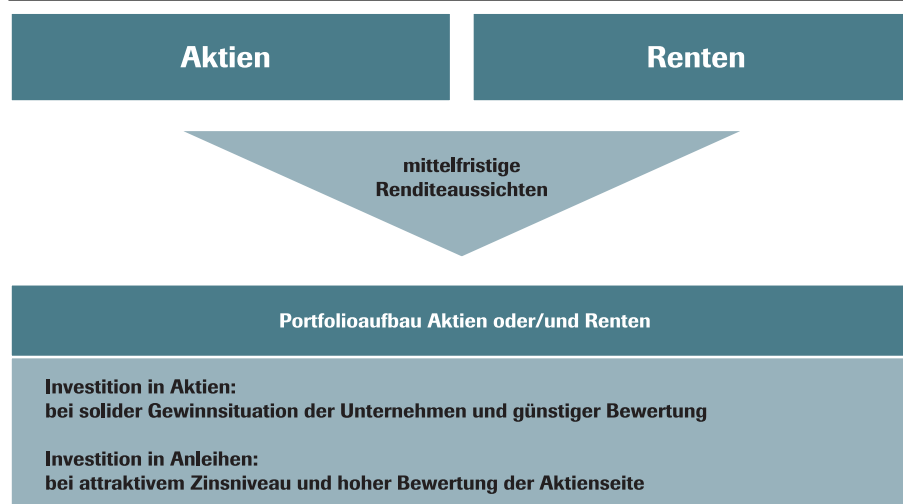 Aktien
Renten
mittelfristige
Renditeaussichten
Portfolioaufbau Aktien oder/und Renten
Investition in Aktien:
bei solider Gewinnsituation der Unternehmen und günstiger Bewertung
Investition in Anleihen:
bei attraktivem Zinsniveau und hoher Bewertung der Aktienseite